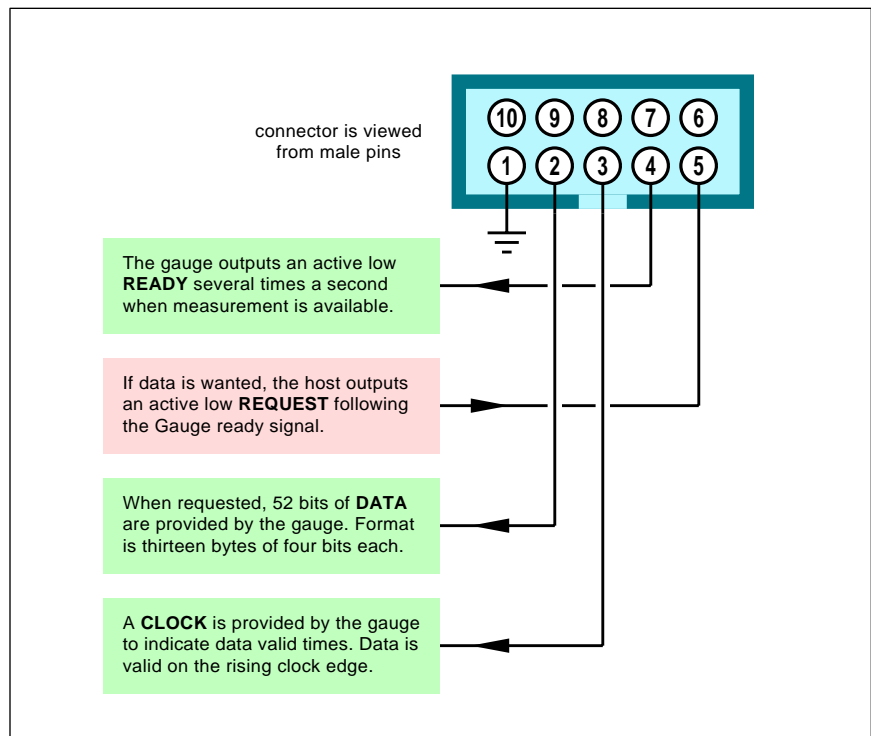 connector is viewed
from male pins
10 9 8 7 6
1 2 3 4 5
The gauge outputs an active low
READY several times a second
when measurement is available.
If data is wanted, the host outputs
an active low REQUEST following
the Gauge ready signal.
When requested, 52 bits of DATA
are provided by the gauge. Format
is thirteen bytes of four bits each.
A CLOCK is provided by the gauge
to indicate data valid times. Data is
valid on the rising clock edge.